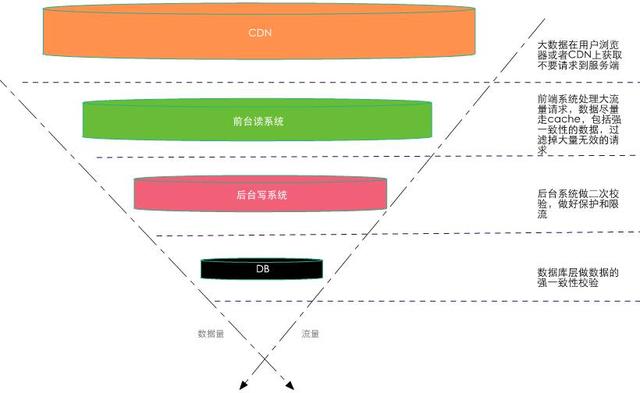 CDN
大数据在用户浏览
器或者CDN上获取
不要请求到服务端
前台读系统
前端系统处理大流
量请求，数据尽量
走cache，包括强
一致性的数据，过
滤掉大量无效的请
求
后台写系统
后台系统做二次校
验，做好保护和限
流
DB
数据库层做数据的
强一致性校验
数据量
流量